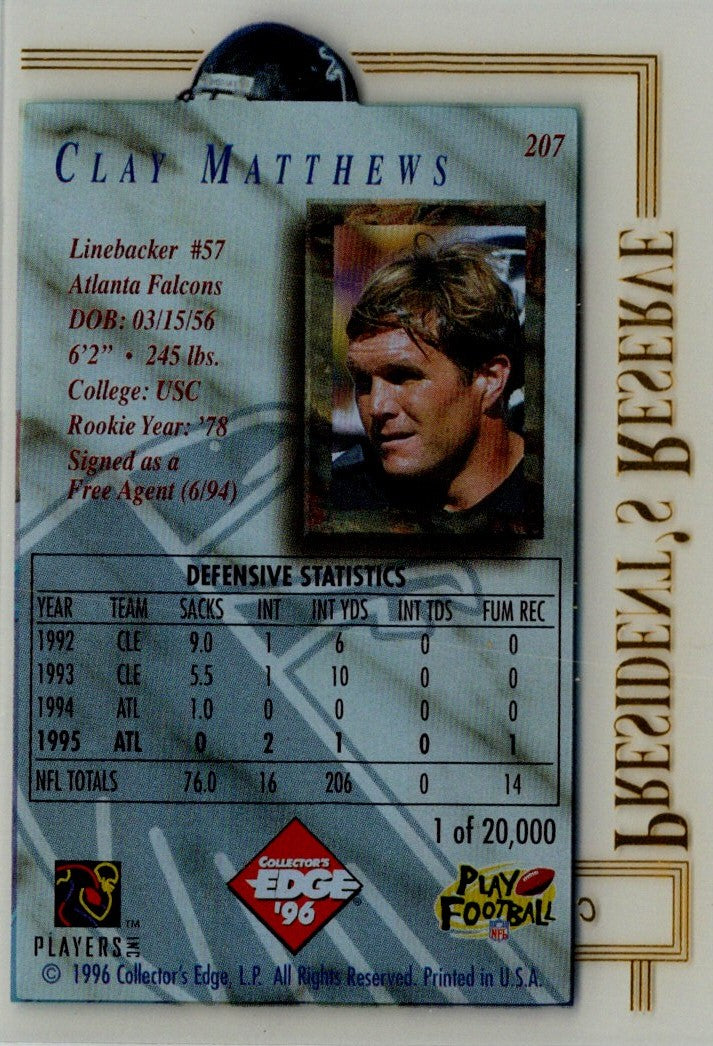 207
CLAY MATTHEWS
Linebacker #57
Atlanta Falcons
DOB: 03/15/56
6'2" • 245 lbs.
College: USC
Rookie Year: '78
Signed as a
Free Agent (6/94)
DEFENSIVE STATISTICS
YEAR TEAM SACKS INT INT YDS INT TDS FUM REC
1992 CLE 9.0 1 6 0 0
1993 CLE 5.5 1 10 0 0
1994 ATL 1.0 0 0 0 0
1995 ATL 0 2 1 0 1
NFL TOTALS 76.0 16 206 0 14
1 of 20,000
COLLECTOR'S
EDGE
'96
PLAY
FOOTBALL
NFL
PLAYERS INC
™
© 1996 Collector's Edge, L.P. All Rights Reserved. Printed in U.S.A.
PRESIDENT'S RESERVE